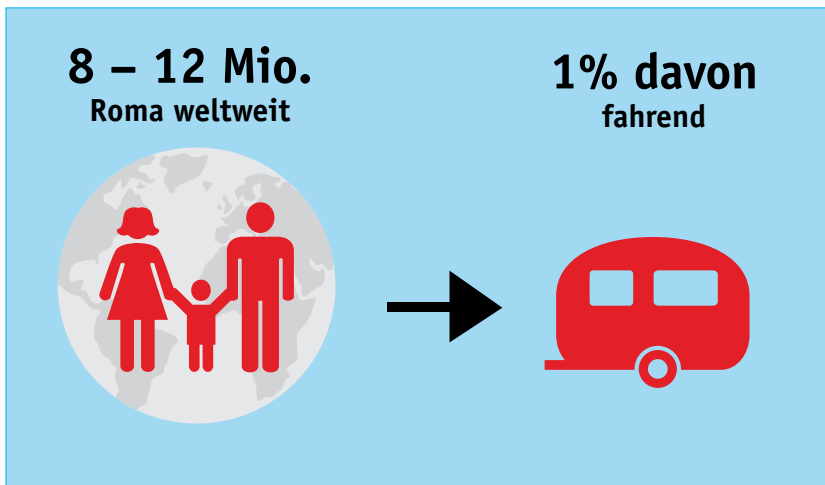 8 – 12 Mio.
Roma weltweit
1% davon
fahrend